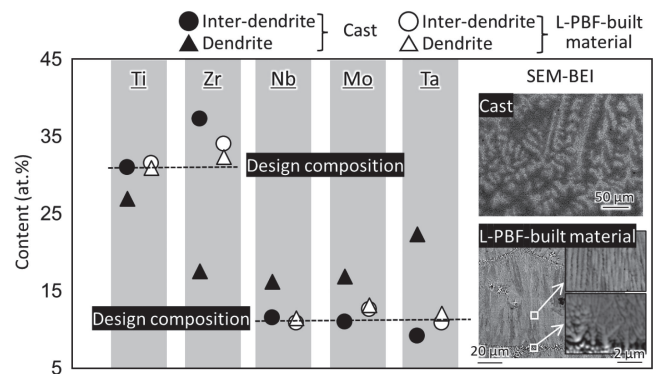 Inter-dendrite Cast Inter-dendrite L-PBF-built
Dendrite Dendrite material
45
Ti Zr Nb Mo Ta SEM-BEI
Cast
35
Design composition
50 μm
25
Content (at.%)
L-PBF-built material
15
Design composition
20 μm 2 μm
5